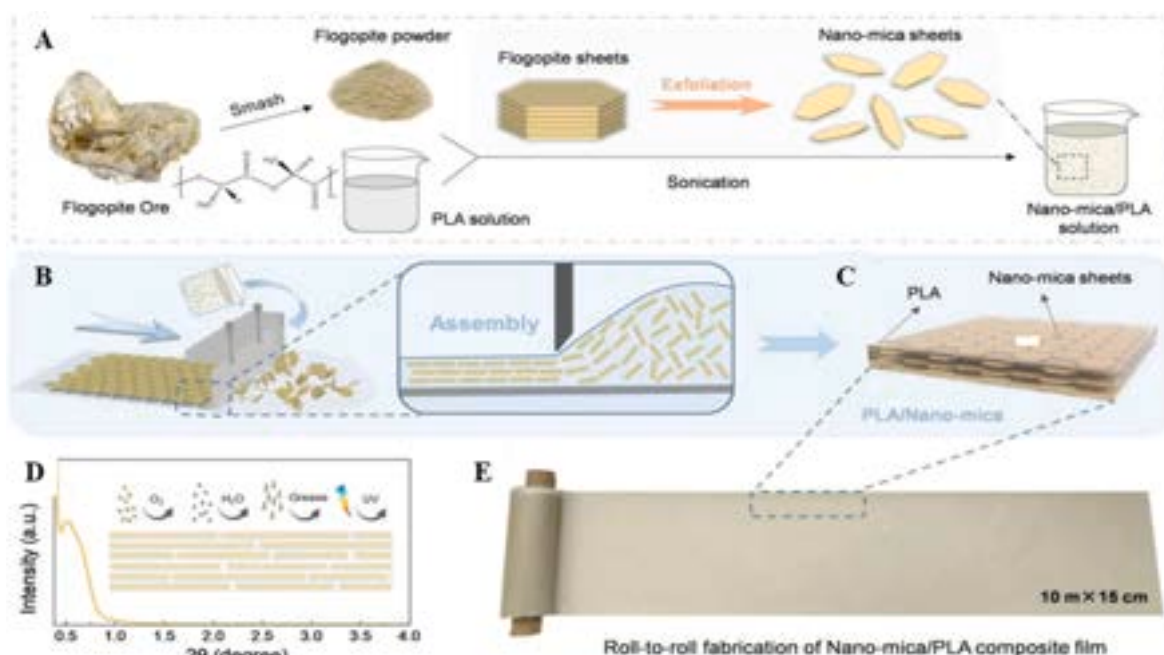 A
Flogopite powder
Flogopite sheets
Nano-mica sheets
Smash
Exfoliation
Flogopite Ore
PLA solution
Sonication
Nano-mica/PLA
solution
B
Assembly
C
PLA
Nano-mica sheets
PLA/Nano-mica
D
O2
H2O
Grease
UV
Intensity (a.u.)
0.5
1.0
1.5
2.0
2.5
3.0
3.5
4.0
2θ (degree)
E
10 m×15 cm
Roll-to-roll fabrication of Nano-mica/PLA composite film